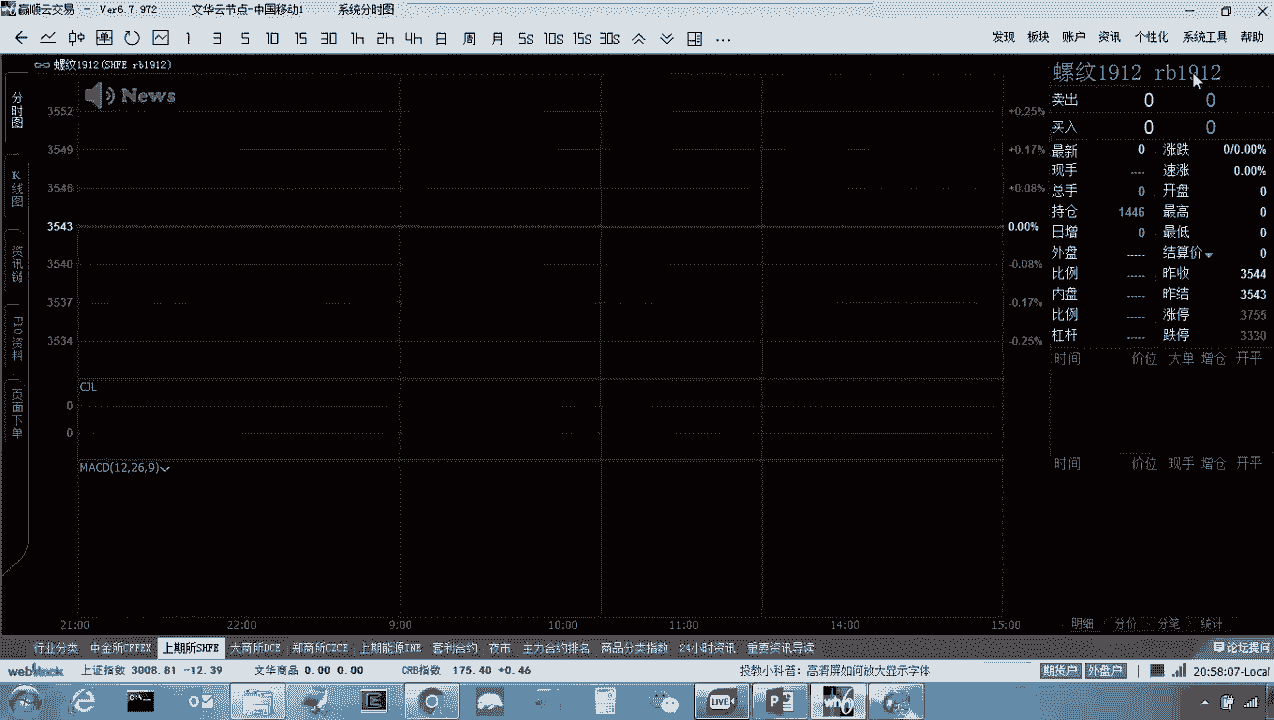 赢顺云交易 - Ver6.7.972 文华云节点-中国移动1 系统分时图
1 3 5 10 15 30 1h 2h 4h 日 周 月 5s 10s 15s 30s ... 发现 板块 账户 资讯 个性化 系统工具 帮助
螺纹1912(SHFE rb1912)
螺纹1912 rb1912
News
分时图
K线图
F10资料
页面下单
3552 +0.25%
3549 +0.17%
3546 +0.08%
3543 0.00%
3540 -0.08%
3537 -0.17%
3534 -0.25%
CJL
0
0
MACD(12,26,9)
21:00 22:00 9:00 10:00 11:00 14:00 15:00
卖出 0 0
买入 0 0
最新 0 涨跌 0/0.00%
现手 ---- 速涨 0.00%
总手 0 开盘 0
持仓 1446 最高 0
日增 0 最低 0
外盘 ----- 结算价 0
比例 ----- 昨收 3544
内盘 ----- 昨结 3543
比例 ----- 涨停 3755
杠杆 ----- 跌停 3330
时间 价位 大单 增仓 开平
时间 价位 现手 增仓 开平
明细 分价 分笔 统计
行业分类 中金所CFFEX 上期所SHFE 大商所DCE 郑商所CZCE 上期能源INE 套利合约 夜市 主力合约排名 商品分类指数 24小时资讯 重要资讯导读 论坛提问
webstock 上证指数 3008.81 -12.39 文华商品 0.00 0.00 CRB指数 175.40 +0.46 投教小科普：高清屏如何放大显示字体 期货户 外盘户 20:58:07-Local
LIVE
wh6